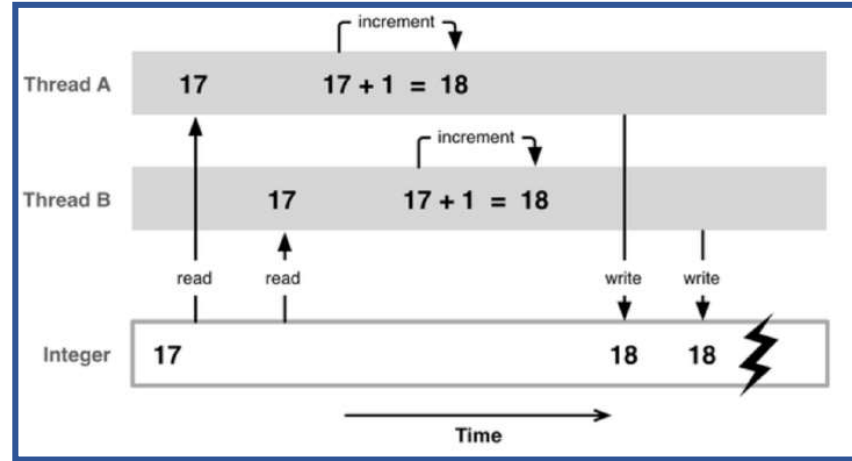 increment
Thread A 17 17 + 1 = 18
increment
Thread B 17 17 + 1 = 18
read read write write
Integer 17 18 18
Time